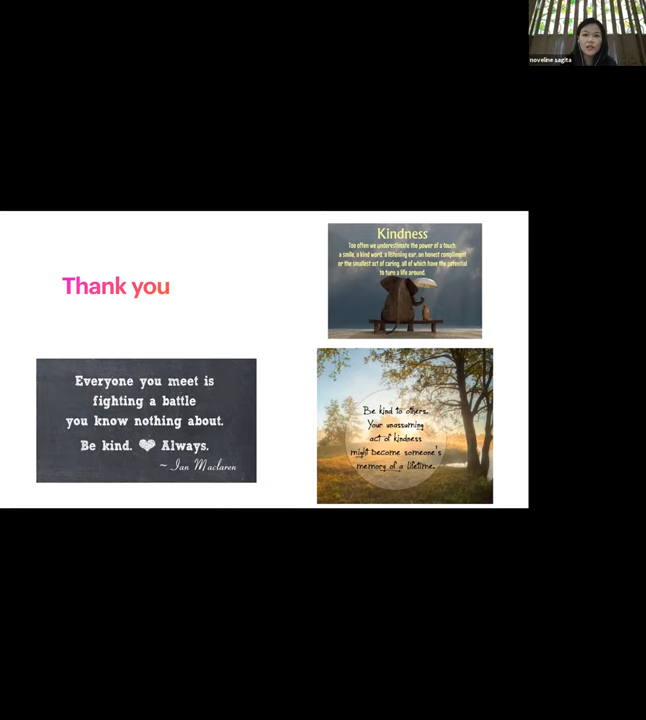 noveline sagita
Thank you
Kindness
Too often we underestimate the power of a touch,
a smile, a kind word, a listening ear, an honest compliment
or the smallest act of caring, all of which have the potential
to turn a life around.
Everyone you meet is
fighting a battle
you know nothing about.
Be kind. Always.
~ Ian Maclaren
Be kind to others.
Your unassuming
act of kindness
might become someone's
memory of a lifetime.